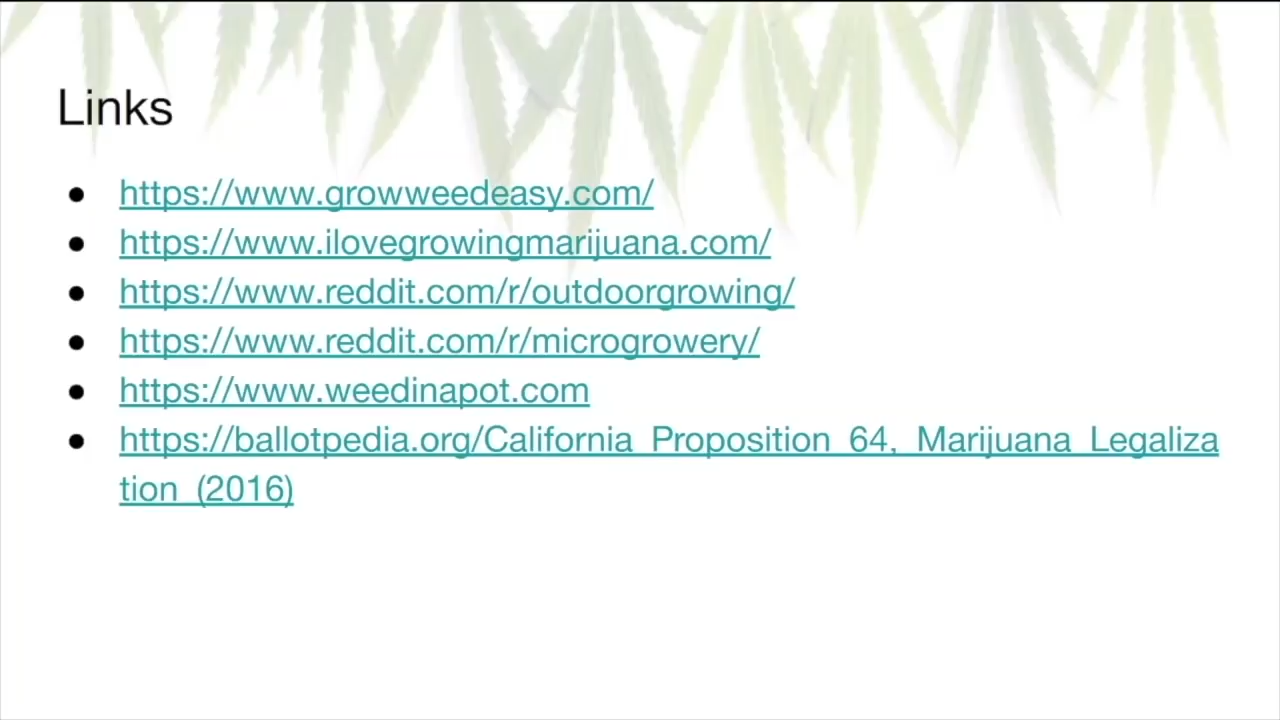 Links
● https://www.growweedeasy.com/
● https://www.ilovegrowingmarijuana.com/
● https://www.reddit.com/r/outdoorgrowing/
● https://www.reddit.com/r/microgrowery/
● https://www.weedinapot.com
● https://ballotpedia.org/California_Proposition_64,_Marijuana_Legaliza
tion_(2016)